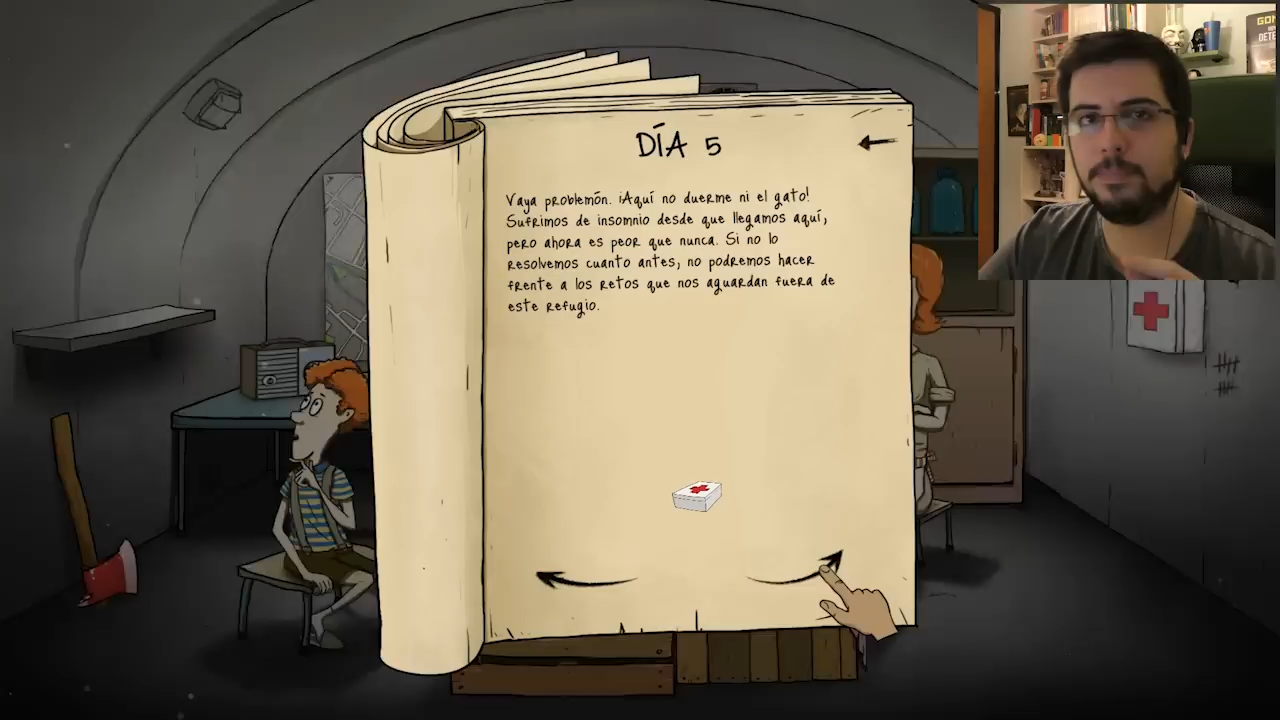 DÍA 5
Vaya problemón. ¡Aquí no duerme ni el gato!
Sufrimos de insomnio desde que llegamos aquí,
pero ahora es peor que nunca. Si no lo
resolvemos cuanto antes, no podremos hacer
frente a los retos que nos aguardan fuera de
este refugio.